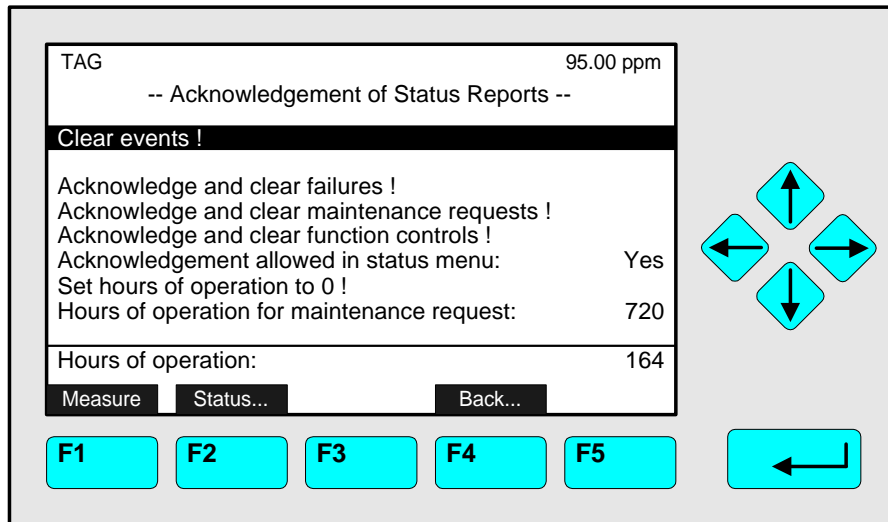 TAG 95.00 ppm
-- Acknowledgement of Status Reports --
Clear events !
Acknowledge and clear failures !
Acknowledge and clear maintenance requests !
Acknowledge and clear function controls !
Acknowledgement allowed in status menu: Yes
Set hours of operation to 0 !
Hours of operation for maintenance request: 720
Hours of operation: 164
Measure Status... Back...
F1 F2 F3 F4 F5